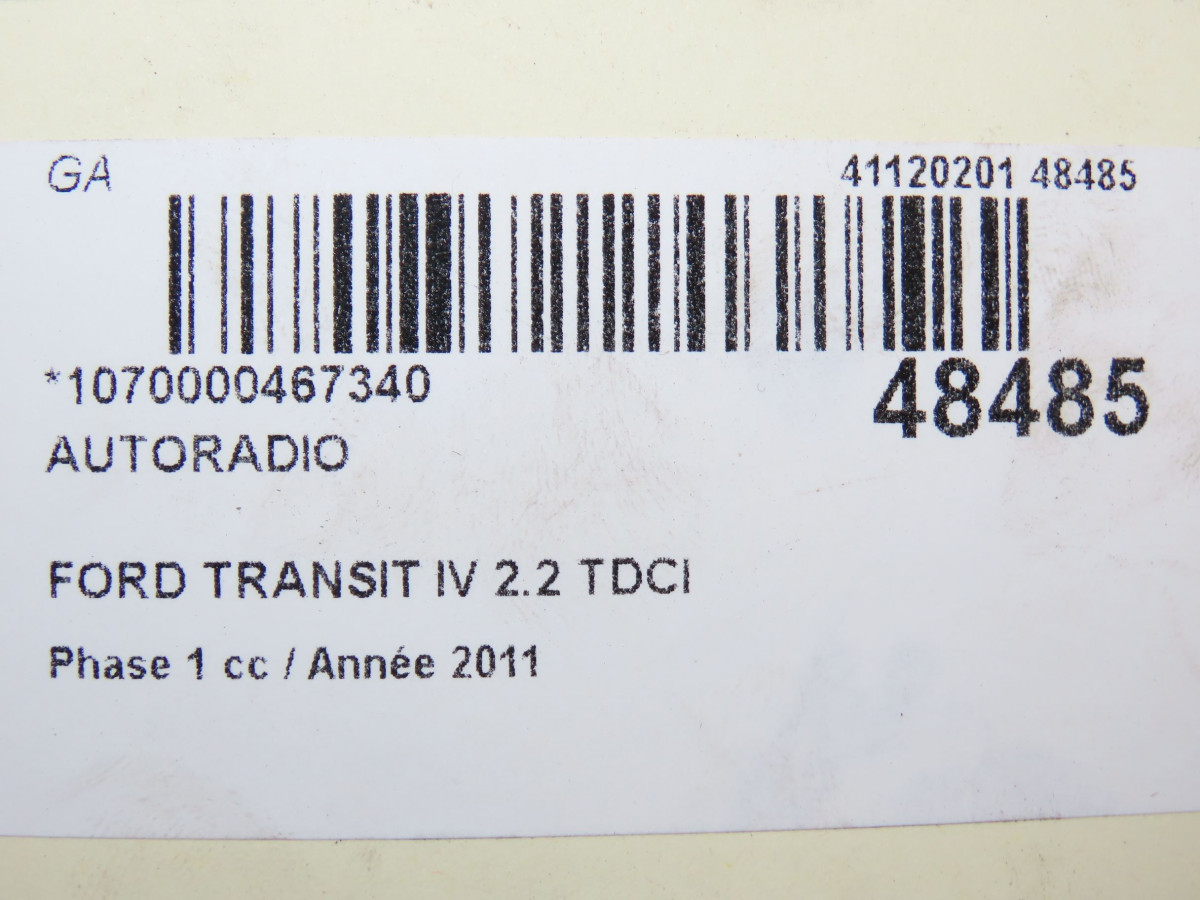 GA 41120201 48485
*1070000467340 48485
AUTORADIO
FORD TRANSIT IV 2.2 TDCI
Phase 1 cc / Année 2011